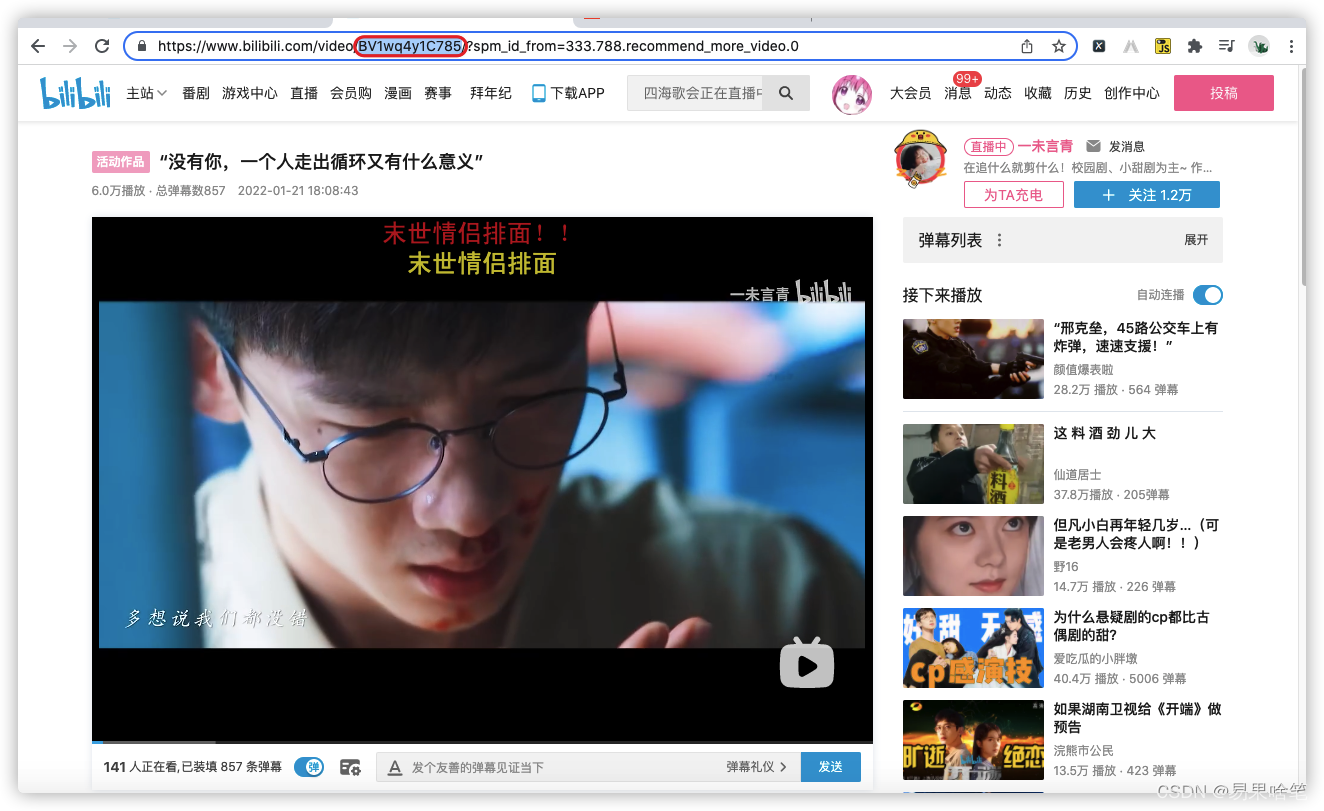 https://www.bilibili.com/video/BV1wq4y1C785/?spm_id_from=333.788.recommend_more_video.0
JS
bilibili 主站 番剧 游戏中心 直播 会员购 漫画 赛事 拜年纪 下载APP 四海歌会正在直播中 大会员 消息 99+ 动态 收藏 历史 创作中心 投稿
活动作品 “没有你，一个人走出循环又有什么意义”
6.0万播放 · 总弹幕数857 2022-01-21 18:08:43
直播中 一未言青 发消息
在追什么就剪什么！校园剧、小甜剧为主~ 作...
为TA充电 + 关注 1.2万
末世情侣排面！！
末世情侣排面
一未言青 bilibili
多想说我们都没错
141 人正在看,已装填 857 条弹幕 弹 发个友善的弹幕见证当下 弹幕礼仪 发送
弹幕列表 展开
接下来播放 自动连播
“邢克垒，45路公交车上有
炸弹，速速支援！”
颜值爆表啦
28.2万 播放 · 564 弹幕
料酒
这 料 酒 劲 儿 大
仙道居士
37.8万播放 · 205弹幕
但凡小白再年轻几岁...（可
是老男人会疼人啊！！）
野16
14.7万 播放 · 226 弹幕
cp感演技
为什么悬疑剧的cp都比古
偶剧的甜?
爱吃瓜的小胖墩
40.4万 播放 · 5006 弹幕
如果湖南卫视给《开端》做
预告
浣熊市公民
13.5万 播放 · 423 弹幕
CSDN @易果啥笔